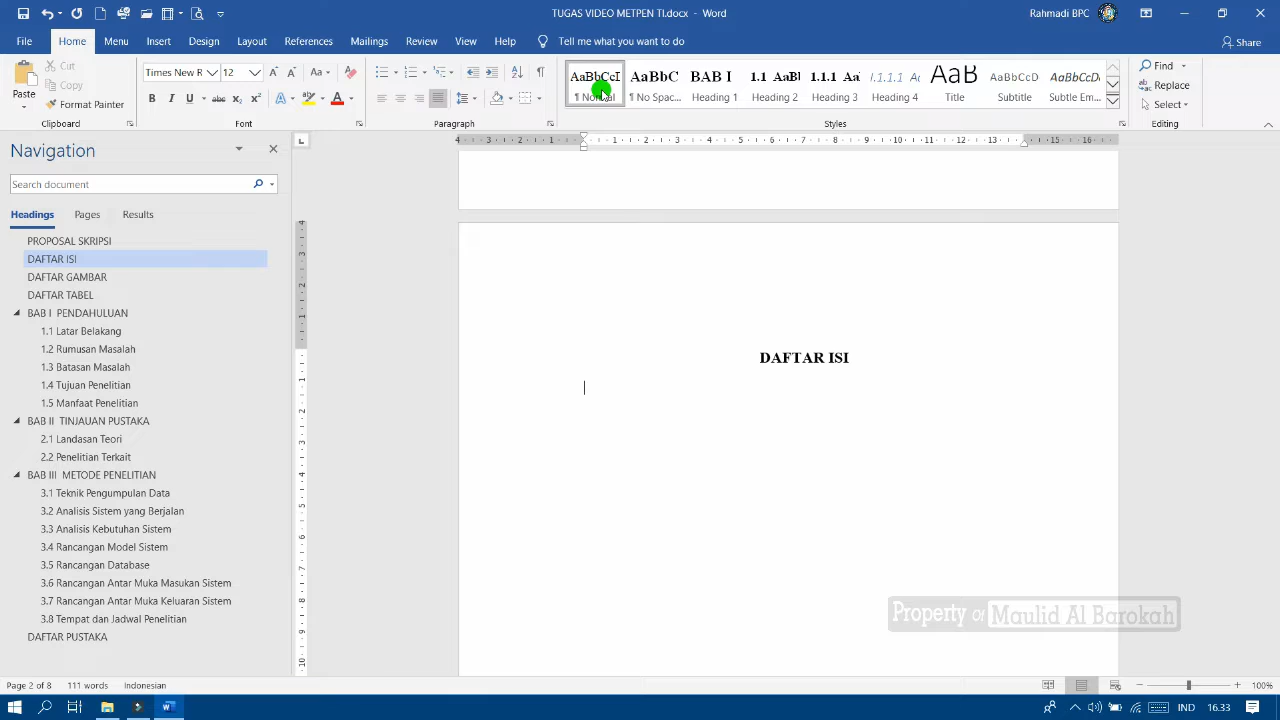 TUGAS VIDEO METPEN TI.docx - Word
Rahmadi BPC
File Home Menu Insert Design Layout References Mailings Review View Help Tell me what you want to do Share
Paste
Cut
Copy
Format Painter
Clipboard
Times New R 12
Font
Paragraph
AaBbCcI AaBbC BAB I 1.1 AaBl 1.1.1 Aa 1.1.1.1 Ac AaB AaBbCcD AaBbCcD
¶ Normal ¶ No Spac... Heading 1 Heading 2 Heading 3 Heading 4 Title Subtitle Subtle Em...
Styles
Find
Replace
Select
Editing
Navigation
Search document
Headings Pages Results
PROPOSAL SKRIPSI
DAFTAR ISI
DAFTAR GAMBAR
DAFTAR TABEL
BAB I PENDAHULUAN
1.1 Latar Belakang
1.2 Rumusan Masalah
1.3 Batasan Masalah
1.4 Tujuan Penelitian
1.5 Manfaat Penelitian
BAB II TINJAUAN PUSTAKA
2.1 Landasan Teori
2.2 Penelitian Terkait
BAB III METODE PENELITIAN
3.1 Teknik Pengumpulan Data
3.2 Analisis Sistem yang Berjalan
3.3 Analisis Kebutuhan Sistem
3.4 Rancangan Model Sistem
3.5 Rancangan Database
3.6 Rancangan Antar Muka Masukan Sistem
3.7 Rancangan Antar Muka Keluaran Sistem
3.8 Tempat dan Jadwal Penelitian
DAFTAR PUSTAKA
DAFTAR ISI
Property Of Maulid Al Barokah
Page 2 of 8 111 words Indonesian 100%
IND 16.33